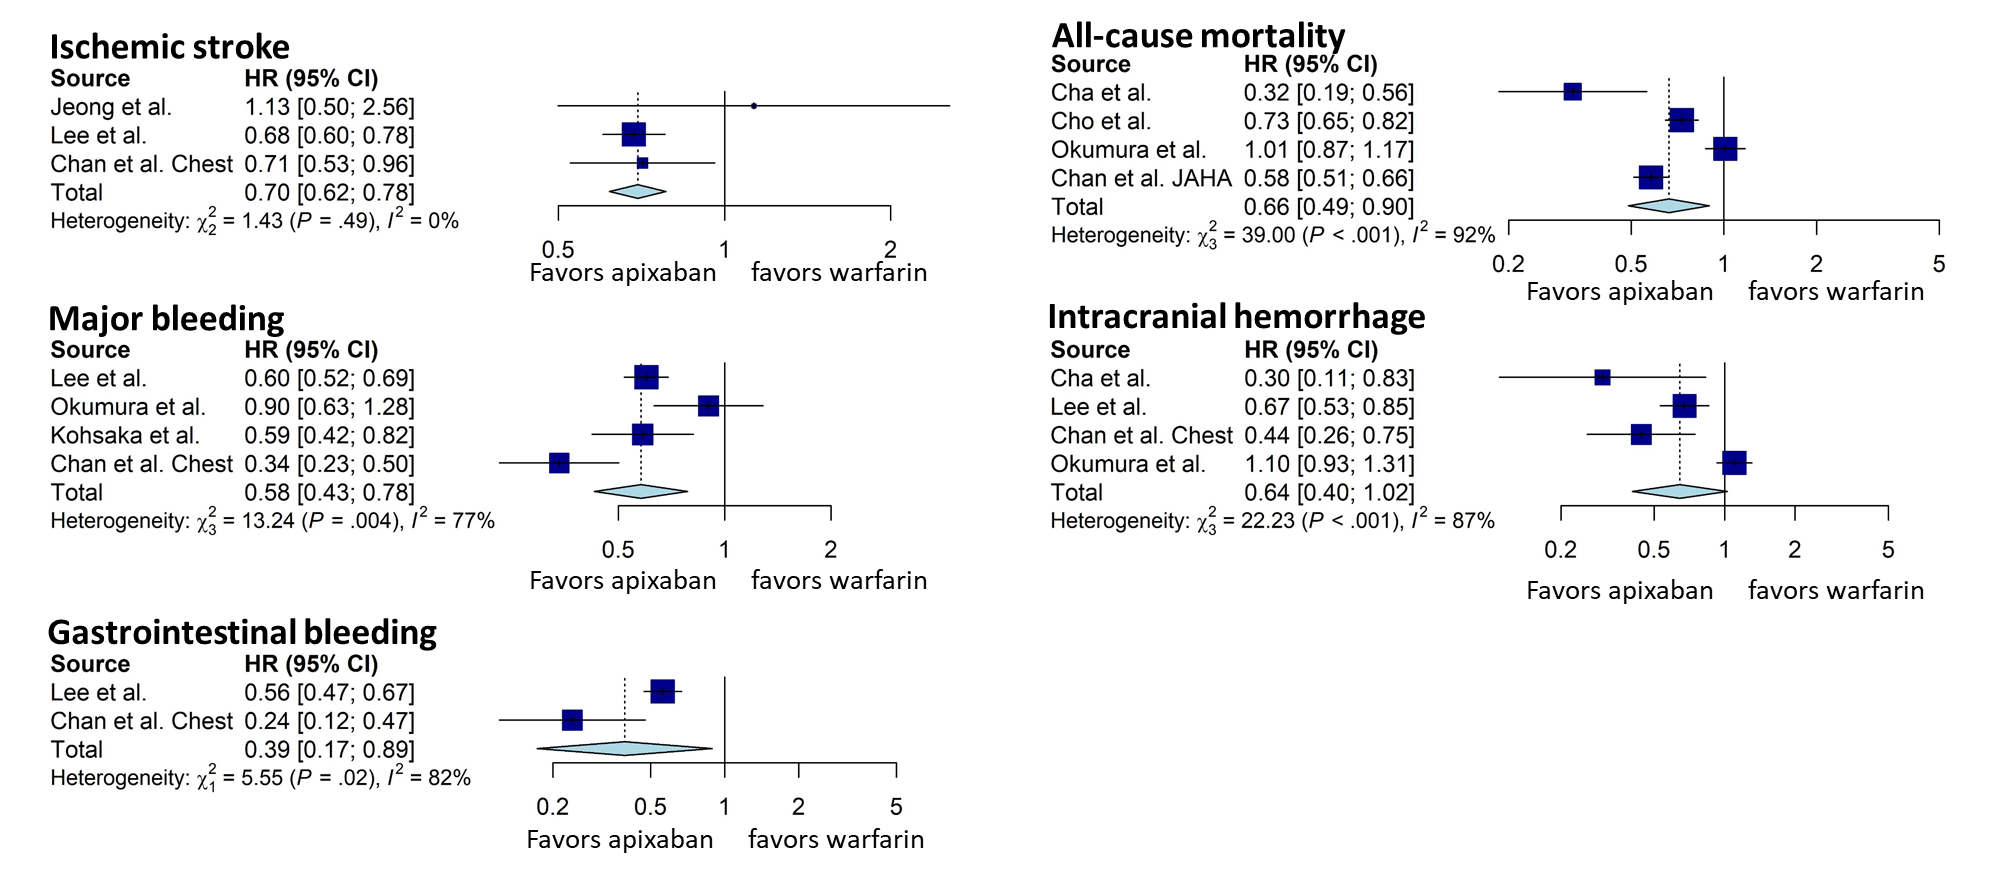 Ischemic stroke
Source HR (95% CI)
Jeong et al. 1.13 [0.50; 2.56]
Lee et al. 0.68 [0.60; 0.78]
Chan et al. Chest 0.71 [0.53; 0.96]
Total 0.70 [0.62; 0.78]
Heterogeneity: χ²₂ = 1.43 (P = .49), I² = 0%
0.5 1 2
Favors apixaban favors warfarin
Major bleeding
Source HR (95% CI)
Lee et al. 0.60 [0.52; 0.69]
Okumura et al. 0.90 [0.63; 1.28]
Kohsaka et al. 0.59 [0.42; 0.82]
Chan et al. Chest 0.34 [0.23; 0.50]
Total 0.58 [0.43; 0.78]
Heterogeneity: χ²₃ = 13.24 (P = .004), I² = 77%
0.5 1 2
Favors apixaban favors warfarin
Gastrointestinal bleeding
Source HR (95% CI)
Lee et al. 0.56 [0.47; 0.67]
Chan et al. Chest 0.24 [0.12; 0.47]
Total 0.39 [0.17; 0.89]
Heterogeneity: χ²₁ = 5.55 (P = .02), I² = 82%
0.2 0.5 1 2 5
Favors apixaban favors warfarin
All-cause mortality
Source HR (95% CI)
Cha et al. 0.32 [0.19; 0.56]
Cho et al. 0.73 [0.65; 0.82]
Okumura et al. 1.01 [0.87; 1.17]
Chan et al. JAHA 0.58 [0.51; 0.66]
Total 0.66 [0.49; 0.90]
Heterogeneity: χ²₃ = 39.00 (P < .001), I² = 92%
0.2 0.5 1 2 5
Favors apixaban favors warfarin
Intracranial hemorrhage
Source HR (95% CI)
Cha et al. 0.30 [0.11; 0.83]
Lee et al. 0.67 [0.53; 0.85]
Chan et al. Chest 0.44 [0.26; 0.75]
Okumura et al. 1.10 [0.93; 1.31]
Total 0.64 [0.40; 1.02]
Heterogeneity: χ²₃ = 22.23 (P < .001), I² = 87%
0.2 0.5 1 2 5
Favors apixaban favors warfarin